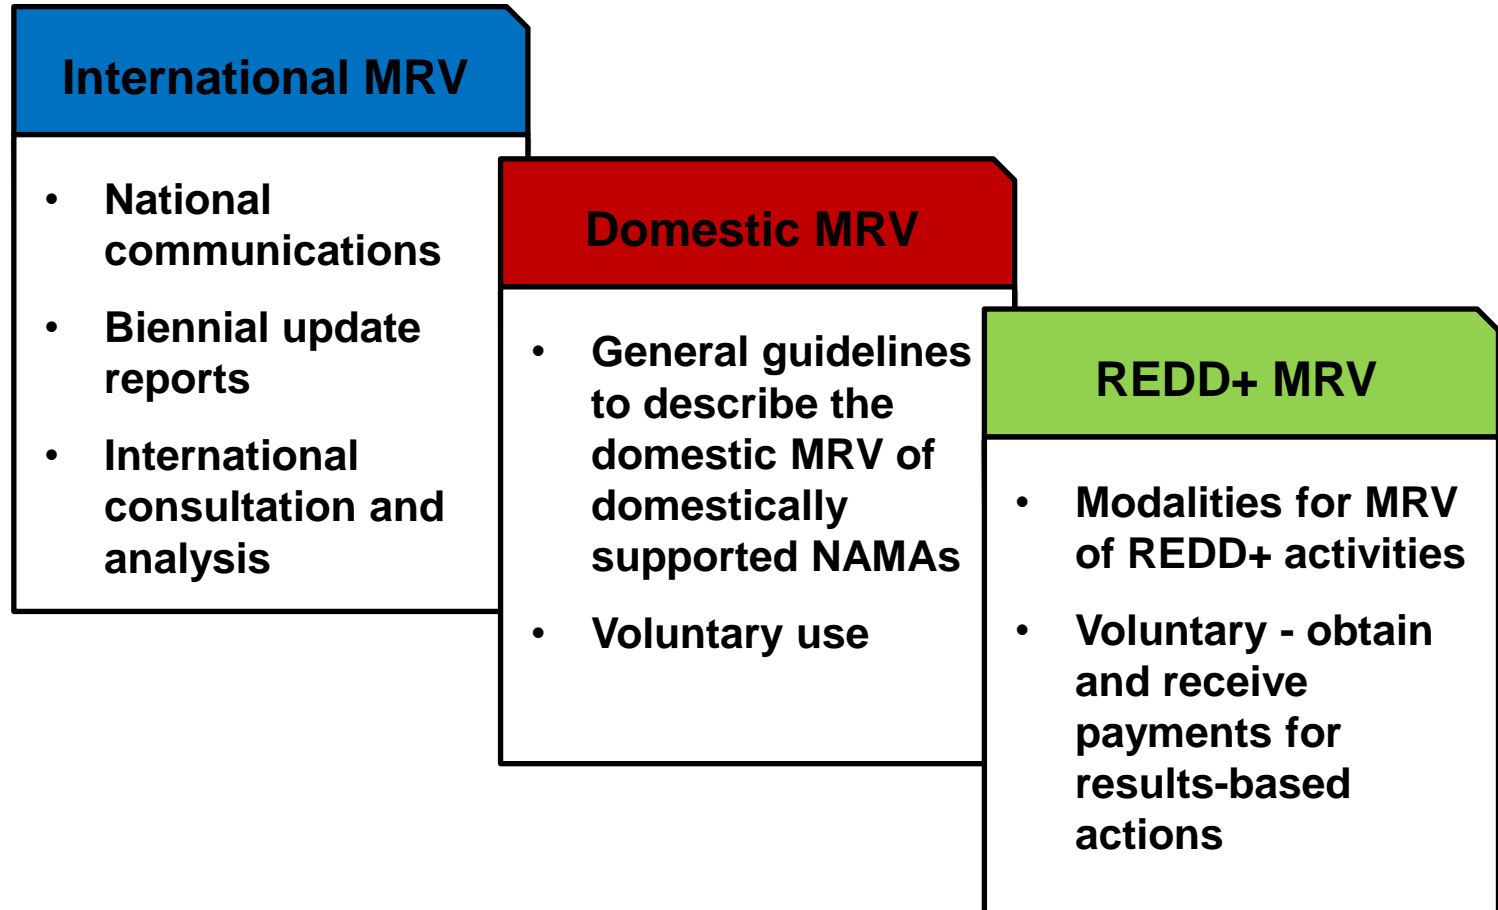 International MRV
• National
communications
• Biennial update
reports
• International
consultation and
analysis
Domestic MRV
• General guidelines
to describe the
domestic MRV of
domestically
supported NAMAs
• Voluntary use
REDD+ MRV
• Modalities for MRV
of REDD+ activities
• Voluntary - obtain
and receive
payments for
results-based
actions